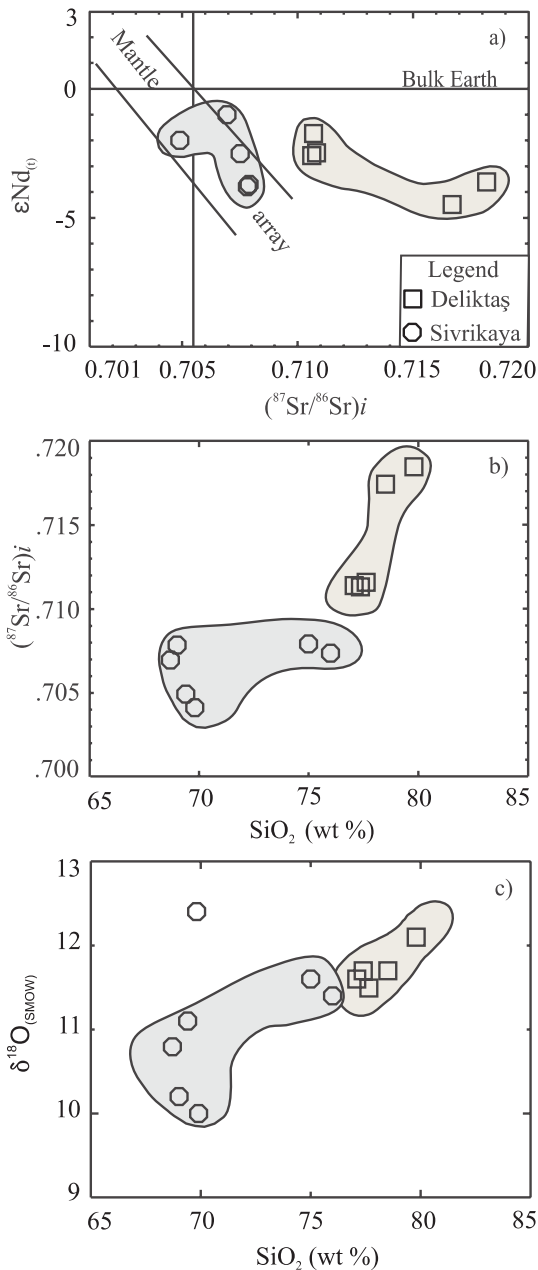 3
a)
Mantle
Bulk Earth
0
εNd(t)
-5
array
Legend
Deliktaş
Sivrikaya
-10
0.701 0.705 0.710 0.715 0.720
(⁸⁷Sr/⁸⁶Sr)i
.720
b)
.715
(⁸⁷Sr/⁸⁶Sr)i
.710
.705
.700
65 70 75 80 85
SiO₂ (wt %)
13
c)
12
δ¹⁸O(SMOW)
11
10
9
65 70 75 80 85
SiO₂ (wt %)